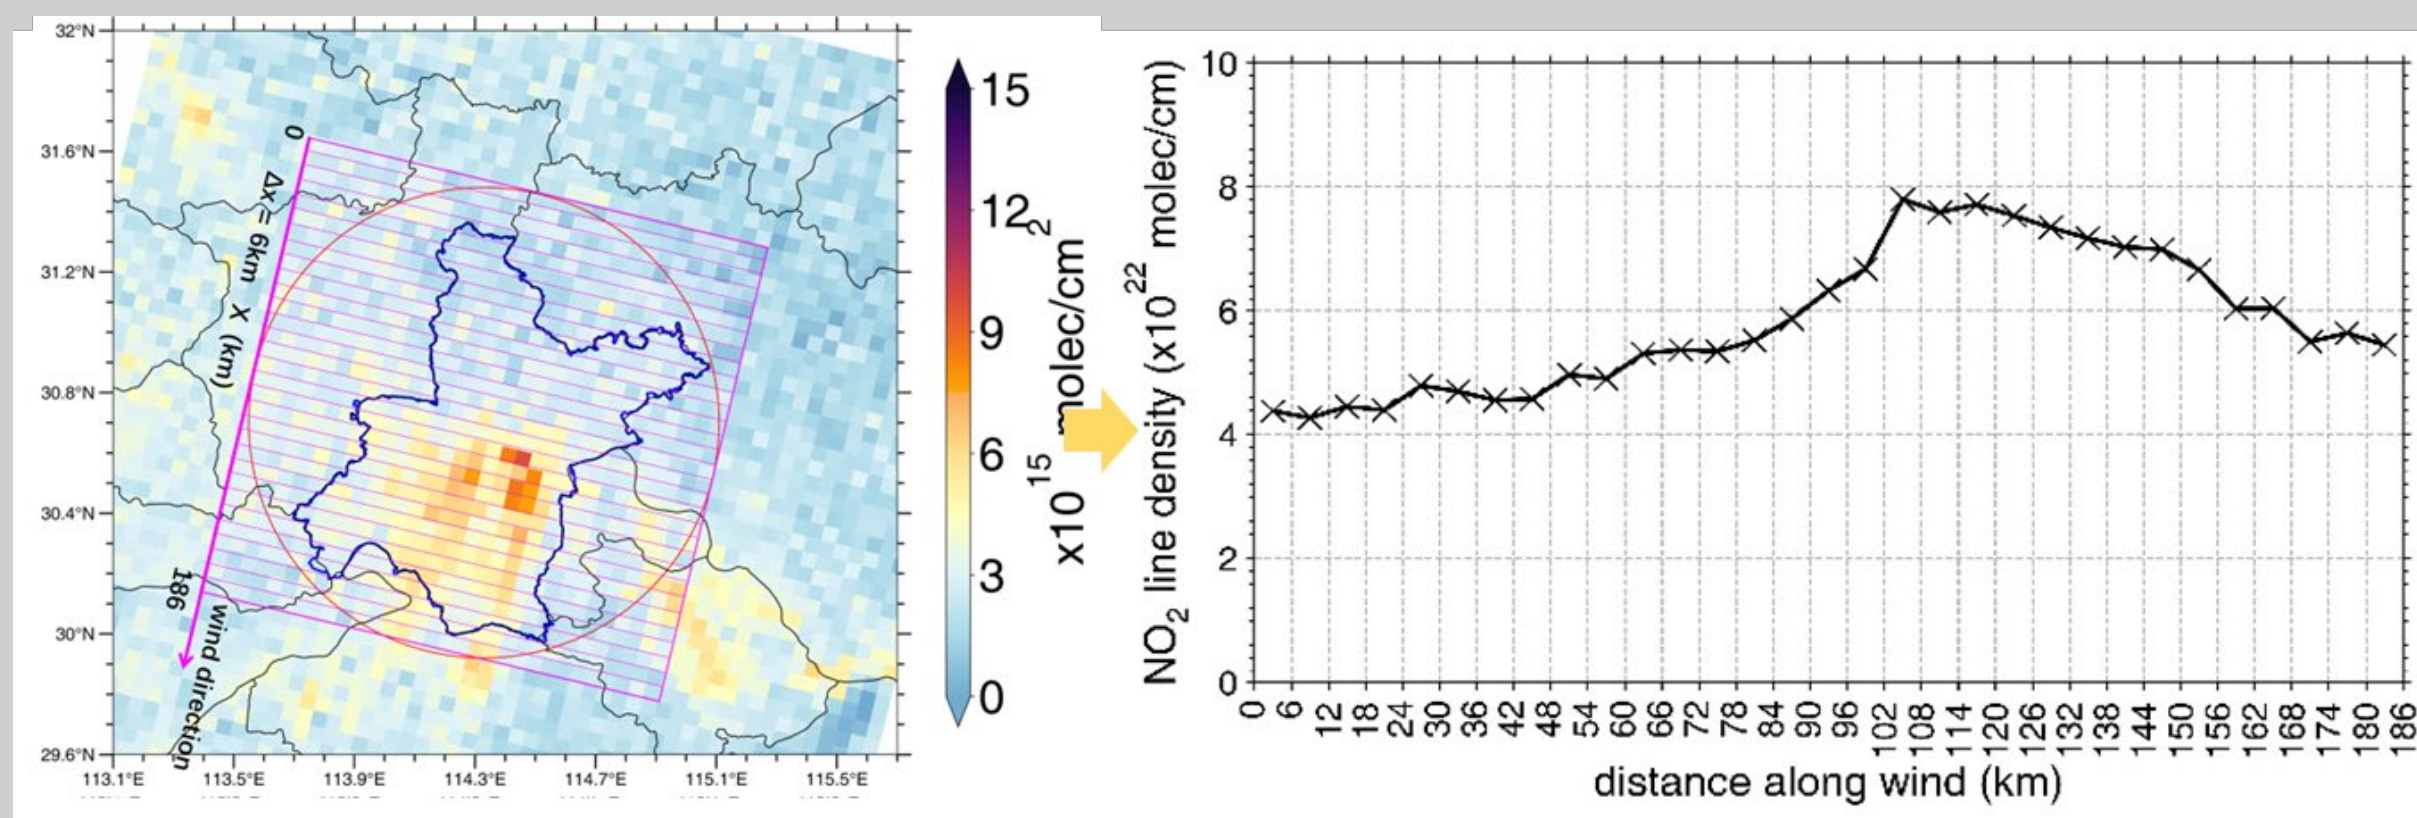 32°N
31.6°N
31.2°N
30.8°N
30.4°N
30°N
29.6°N
113.1°E 113.5°E 113.9°E 114.3°E 114.7°E 115.1°E 115.5°E
0
Δx = 6km X (km)
186
wind direction
15
12
9
6
3
0
x10^15 molec/cm^2
NO₂ line density (x10^22 molec/cm)
10
8
6
4
2
0
0 6 12 18 24 30 36 42 48 54 60 66 72 78 84 90 96 102 108 114 120 126 132 138 144 150 156 162 168 174 180 186
distance along wind (km)